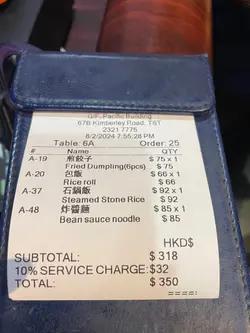 G/F, Pacific Building
67B Kimberley Road, TST
2321 7775
8/2/2024 7:55:28 PM
Table: 6A Order: 25
# Name QTY
A-19 煎餃子 $ 75 x 1
Fried Dumpling(6pcs) $ 75
A-20 包飯 $ 66 x 1
Rice roll $ 66
A-37 石鍋飯 $ 92 x 1
Steamed Stone Rice $ 92
A-48 炸醬麵 $ 85 x 1
Bean sauce noodle $ 85
HKD$
SUBTOTAL: $ 318
10% SERVICE CHARGE: $32
TOTAL: $ 350
=====